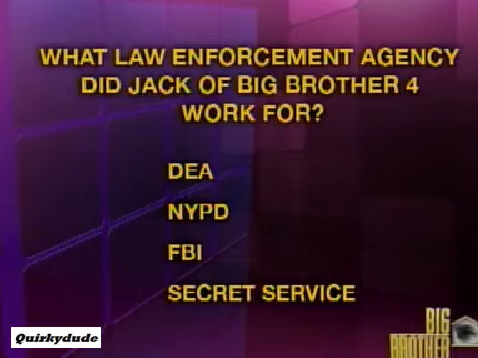 WHAT LAW ENFORCEMENT AGENCY
DID JACK OF BIG BROTHER 4
WORK FOR?
DEA
NYPD
FBI
SECRET SERVICE
BIG
BROTHER
Quirkydude